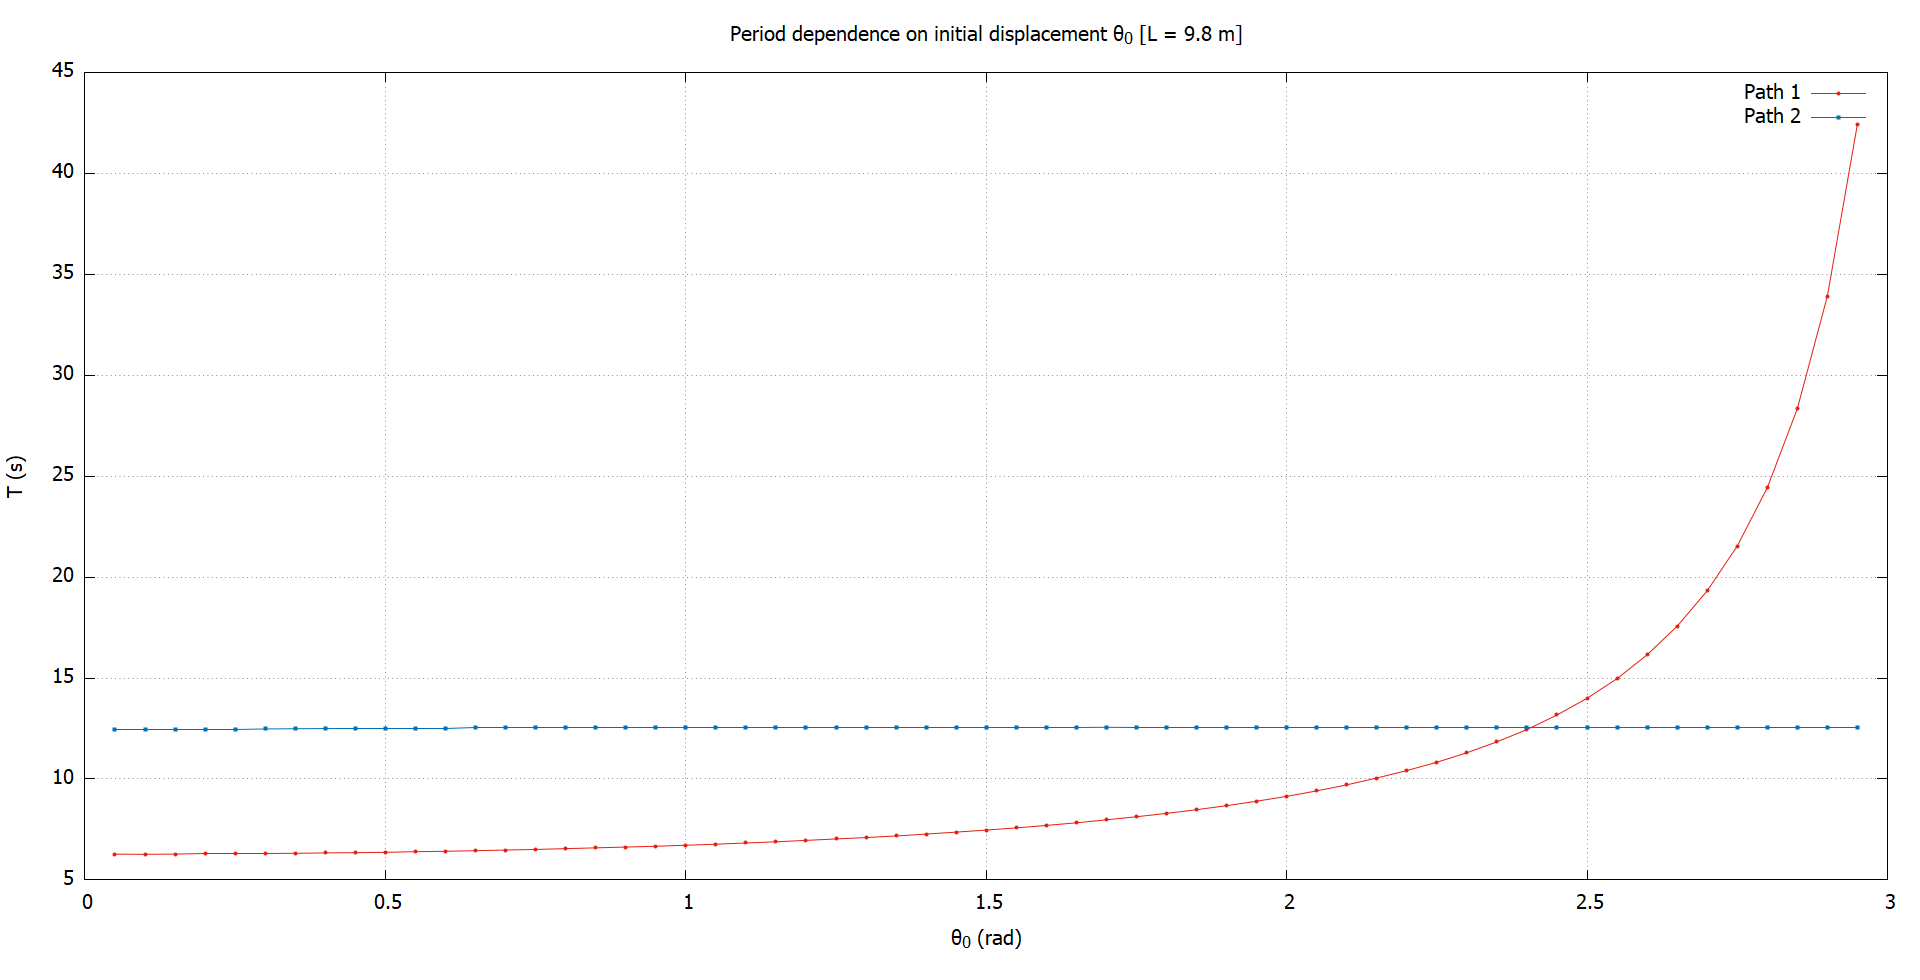 Period dependence on initial displacement θ₀ [L = 9.8 m]
45
40
35
30
25
20
15
10
5
T (s)
Path 1
Path 2
0 0.5 1 1.5 2 2.5 3
θ₀ (rad)